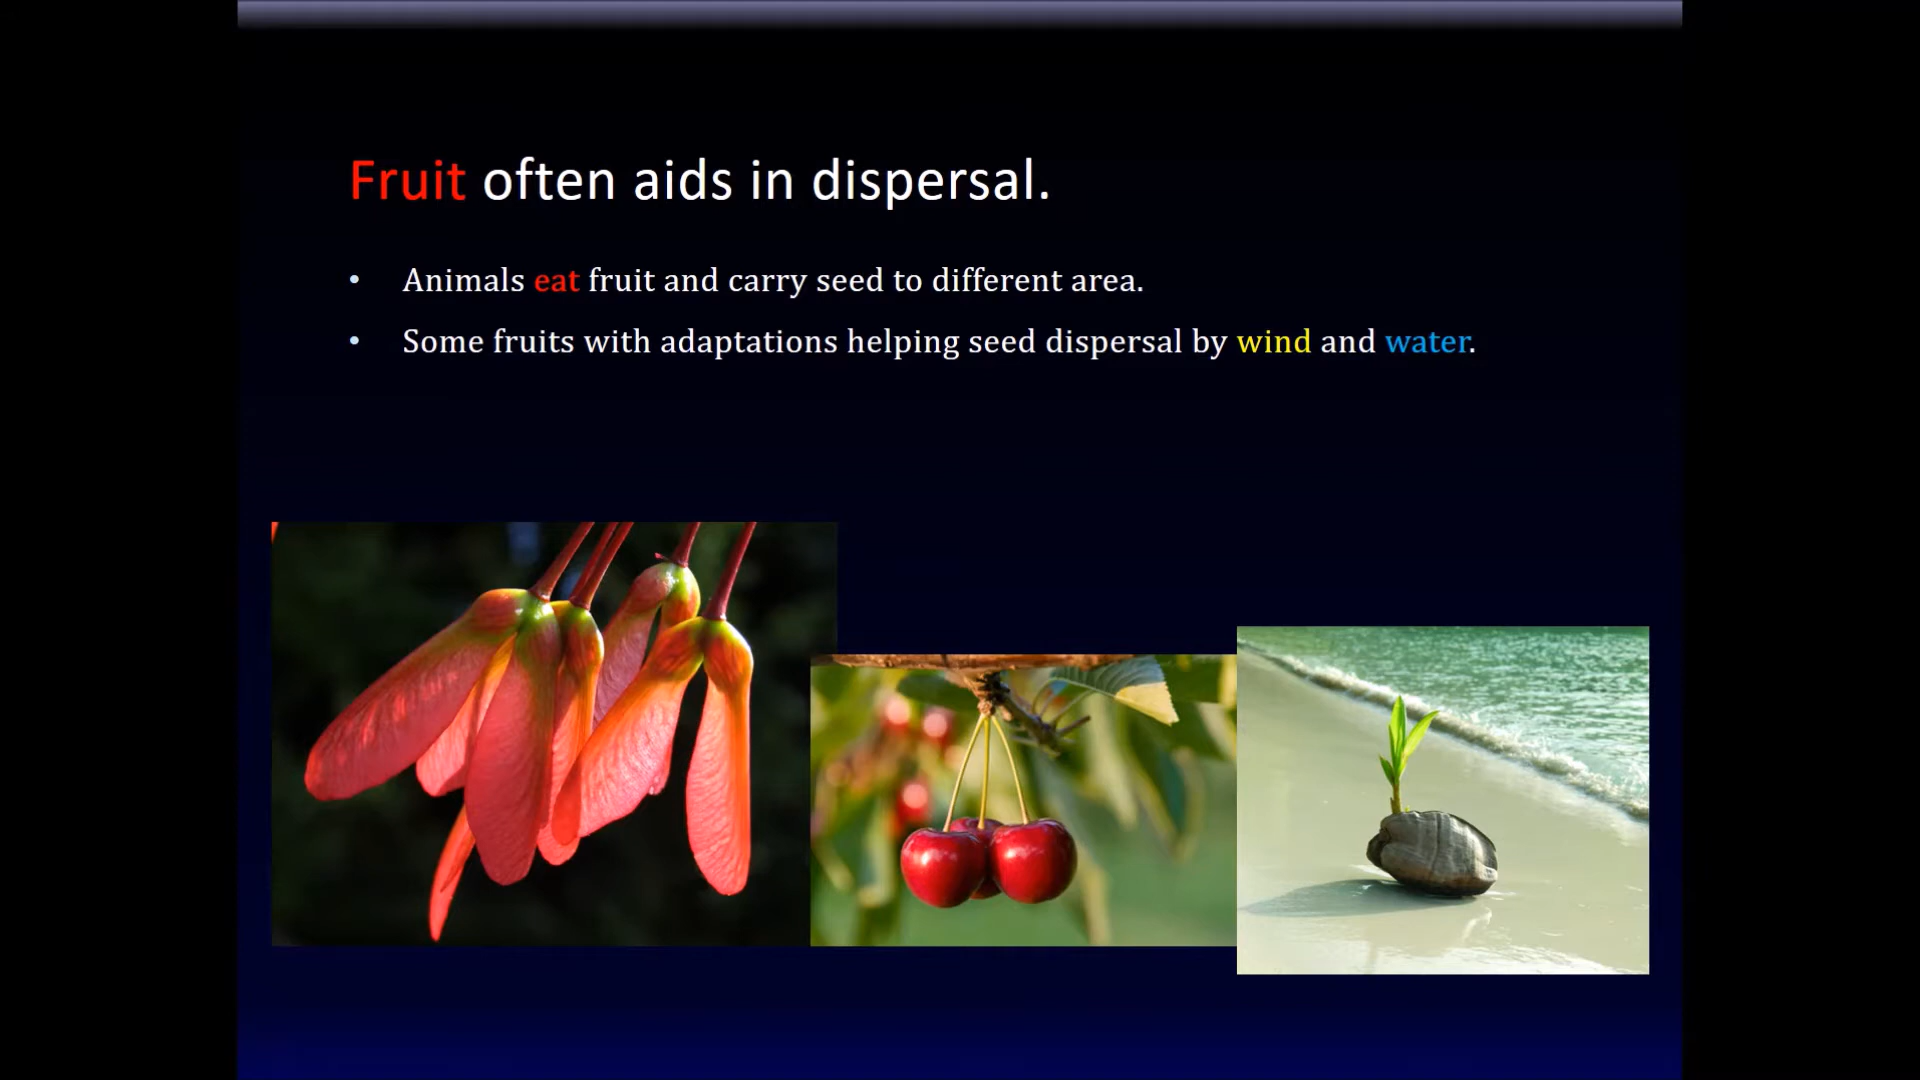 Fruit often aids in dispersal.
• Animals eat fruit and carry seed to different area.
• Some fruits with adaptations helping seed dispersal by wind and water.